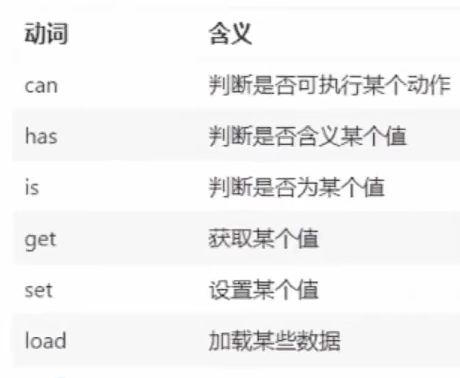 动词 含义
can 判断是否可执行某个动作
has 判断是否含义某个值
is 判断是否为某个值
get 获取某个值
set 设置某个值
load 加载某些数据